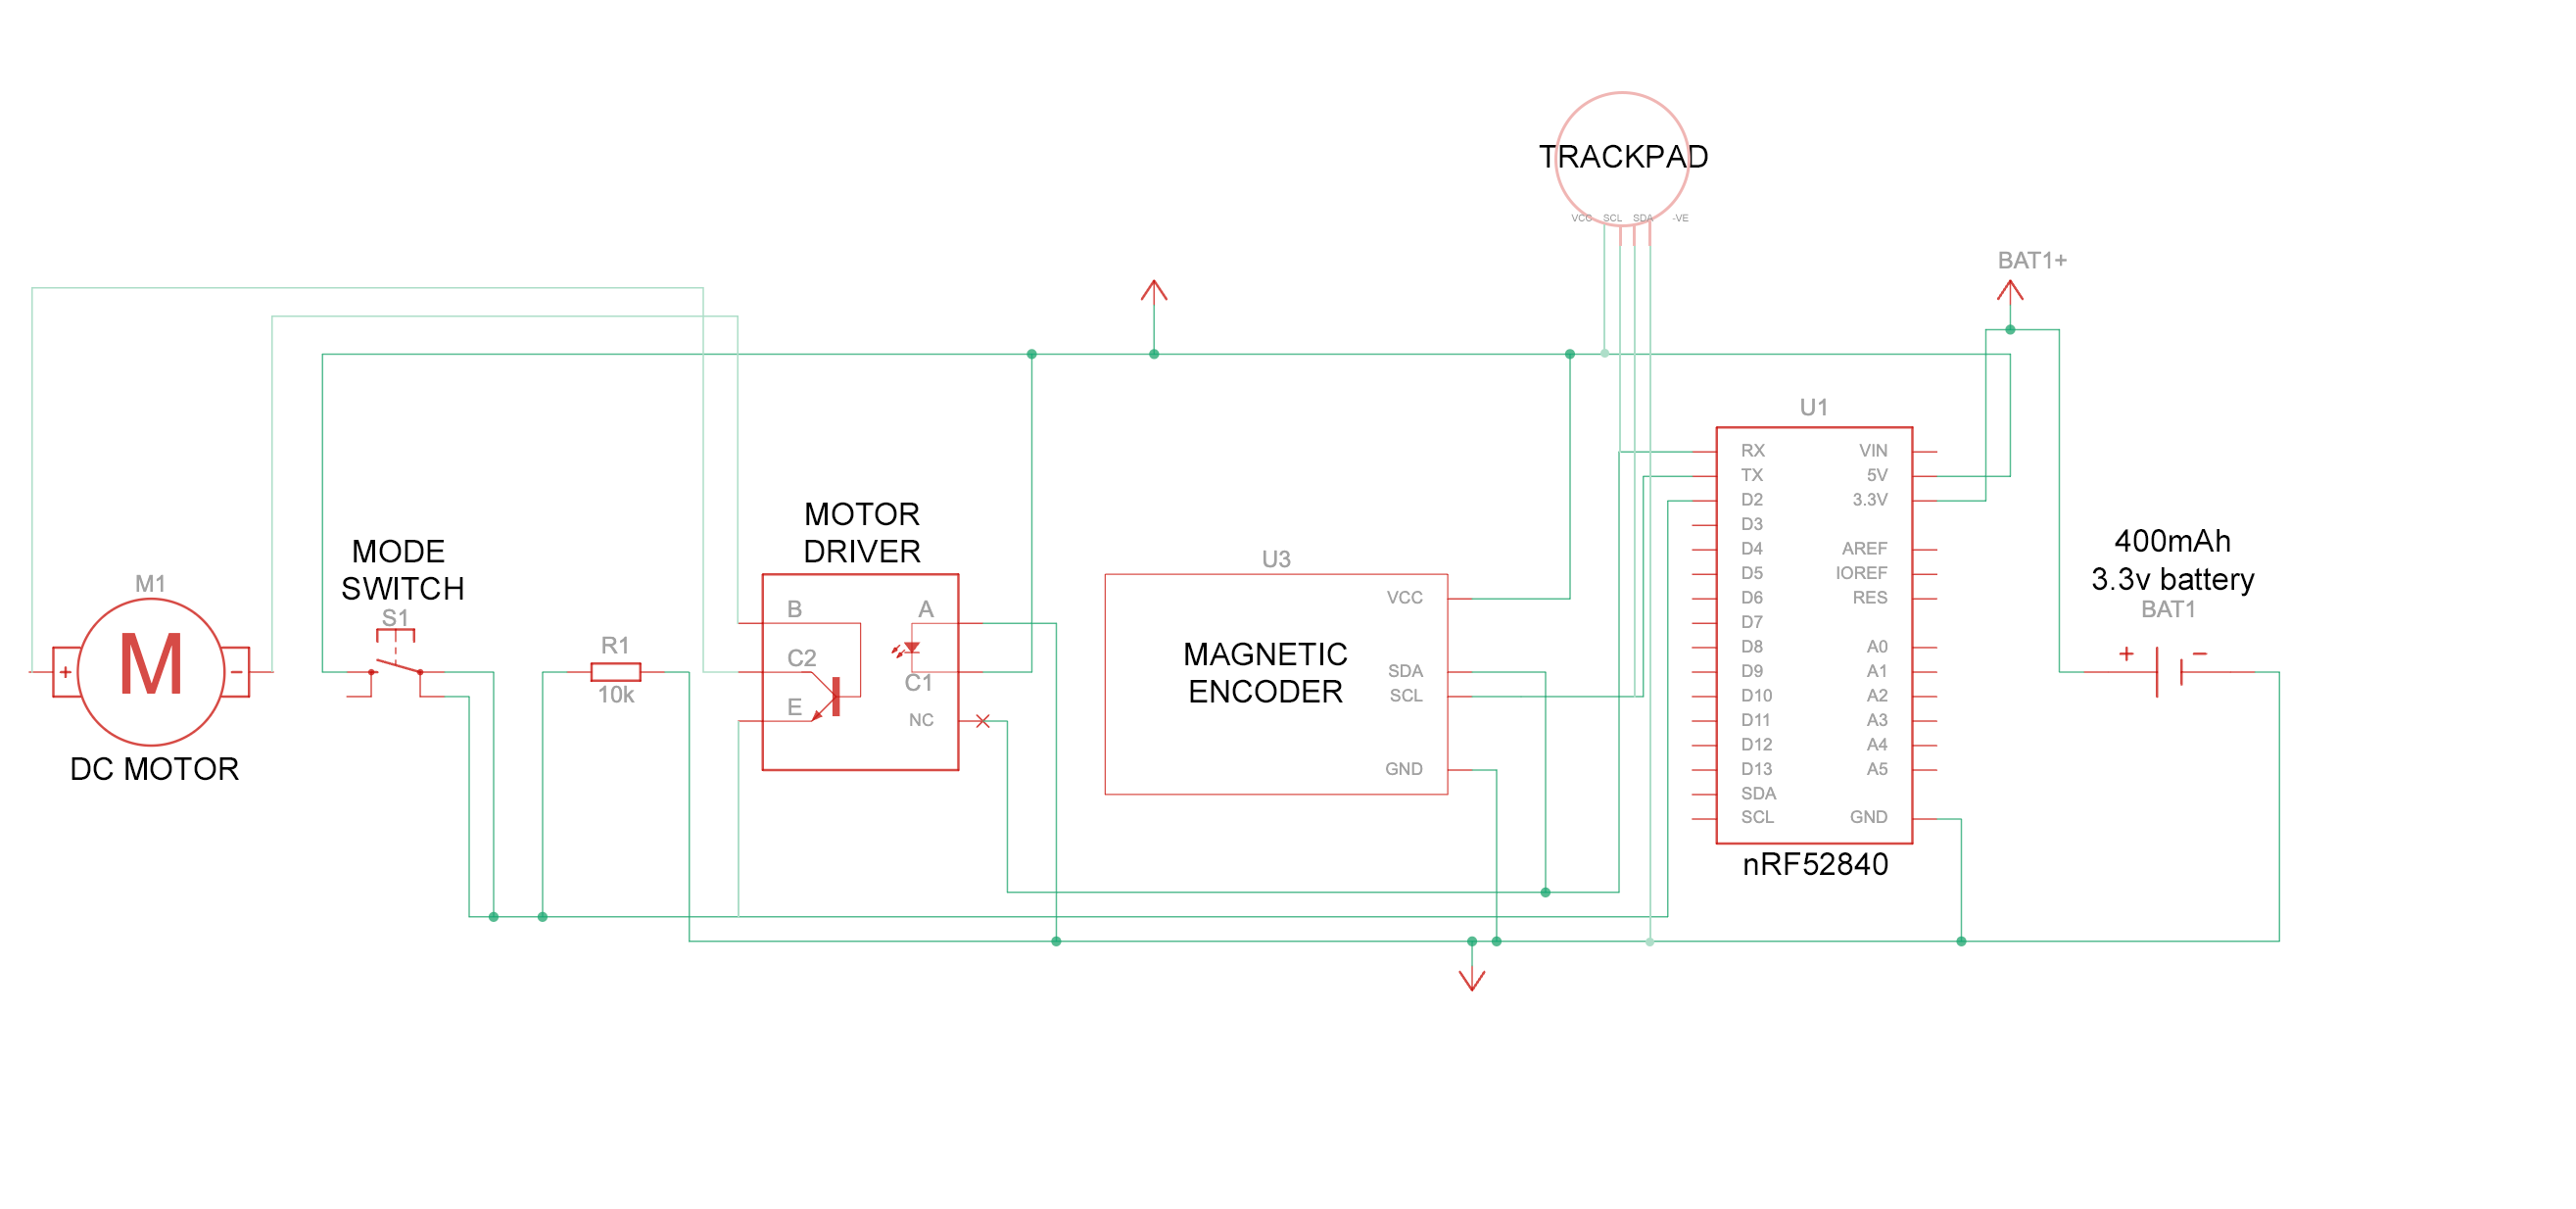 TRACKPAD
VCC SCL SDA -VE
BAT1+
M1
M
+
−
DC MOTOR
MODE
SWITCH
S1
R1
10k
MOTOR
DRIVER
B
C2
E
A
C1
NC
U3
MAGNETIC
ENCODER
VCC
SDA
SCL
GND
U1
RX
TX
D2
D3
D4
D5
D6
D7
D8
D9
D10
D11
D12
D13
SDA
SCL
VIN
5V
3.3V
AREF
IOREF
RES
A0
A1
A2
A3
A4
A5
GND
nRF52840
400mAh
3.3v battery
BAT1
+ −